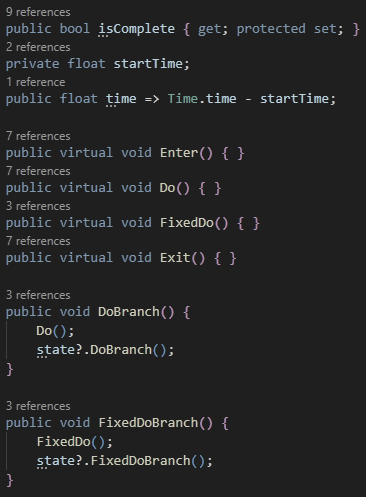 9 references
public bool isComplete { get; protected set; }
2 references
private float startTime;
1 reference
public float time => Time.time - startTime;
7 references
public virtual void Enter() { }
7 references
public virtual void Do() { }
3 references
public virtual void FixedDo() { }
7 references
public virtual void Exit() { }
3 references
public void DoBranch() {
    Do();
    state?.DoBranch();
}
3 references
public void FixedDoBranch() {
    FixedDo();
    state?.FixedDoBranch();
}